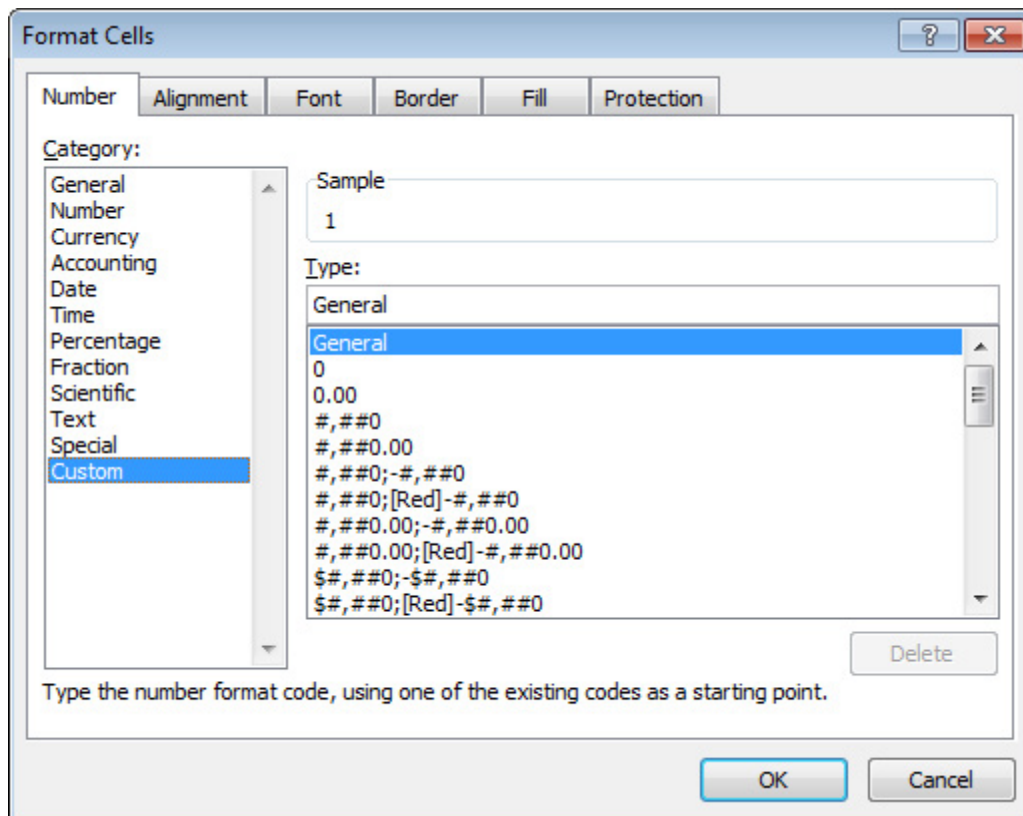 Format Cells
?
Number Alignment Font Border Fill Protection
Category:
General
Number
Currency
Accounting
Date
Time
Percentage
Fraction
Scientific
Text
Special
Custom
Sample
1
Type:
General
General
0
0.00
#,##0
#,##0.00
#,##0;-#,##0
#,##0;[Red]-#,##0
#,##0.00;-#,##0.00
#,##0.00;[Red]-#,##0.00
$#,##0;-$#,##0
$#,##0;[Red]-$#,##0
Delete
Type the number format code, using one of the existing codes as a starting point.
OK Cancel